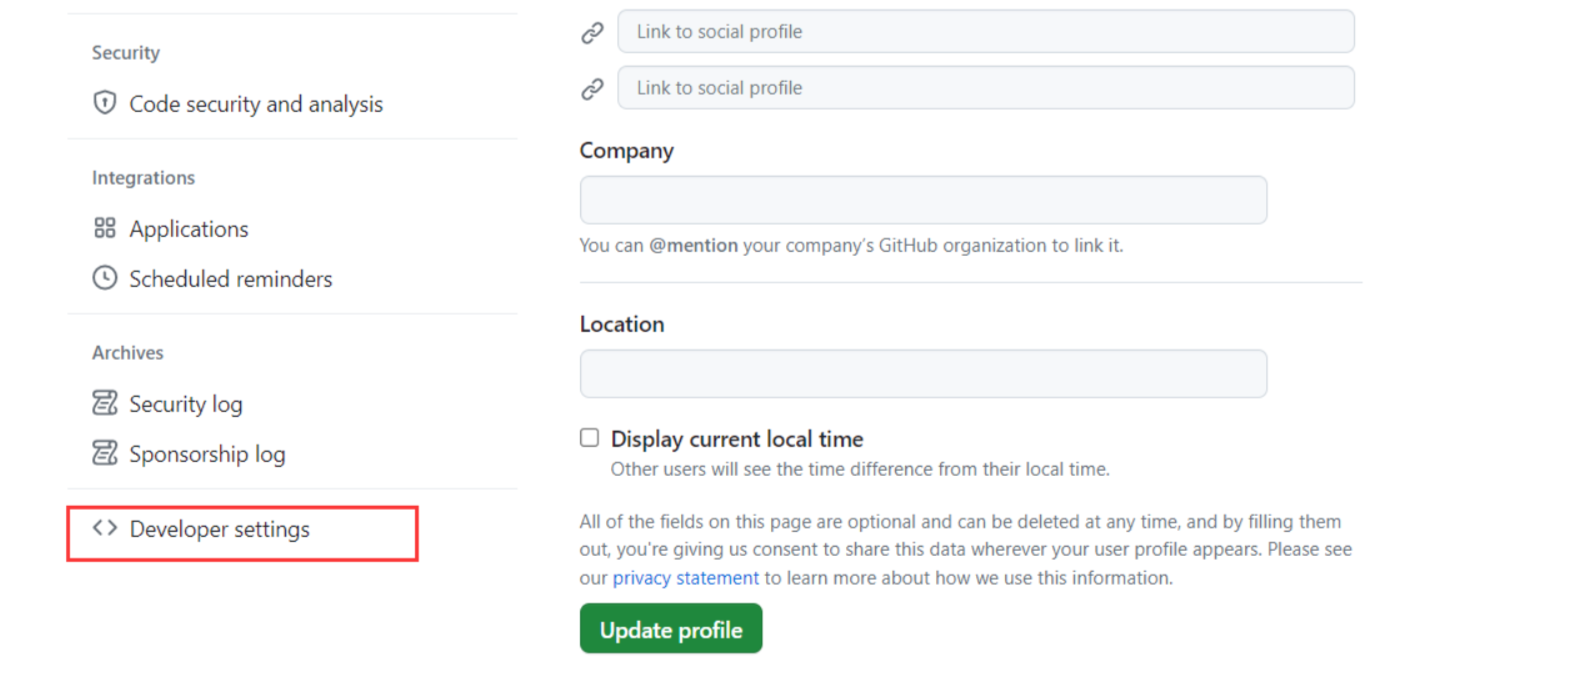 Security
Code security and analysis
Integrations
Applications
Scheduled reminders
Archives
Security log
Sponsorship log
Developer settings
Link to social profile
Link to social profile
Company
You can @mention your company's GitHub organization to link it.
Location
Display current local time
Other users will see the time difference from their local time.
All of the fields on this page are optional and can be deleted at any time, and by filling them
out, you're giving us consent to share this data wherever your user profile appears. Please see
our privacy statement to learn more about how we use this information.
Update profile